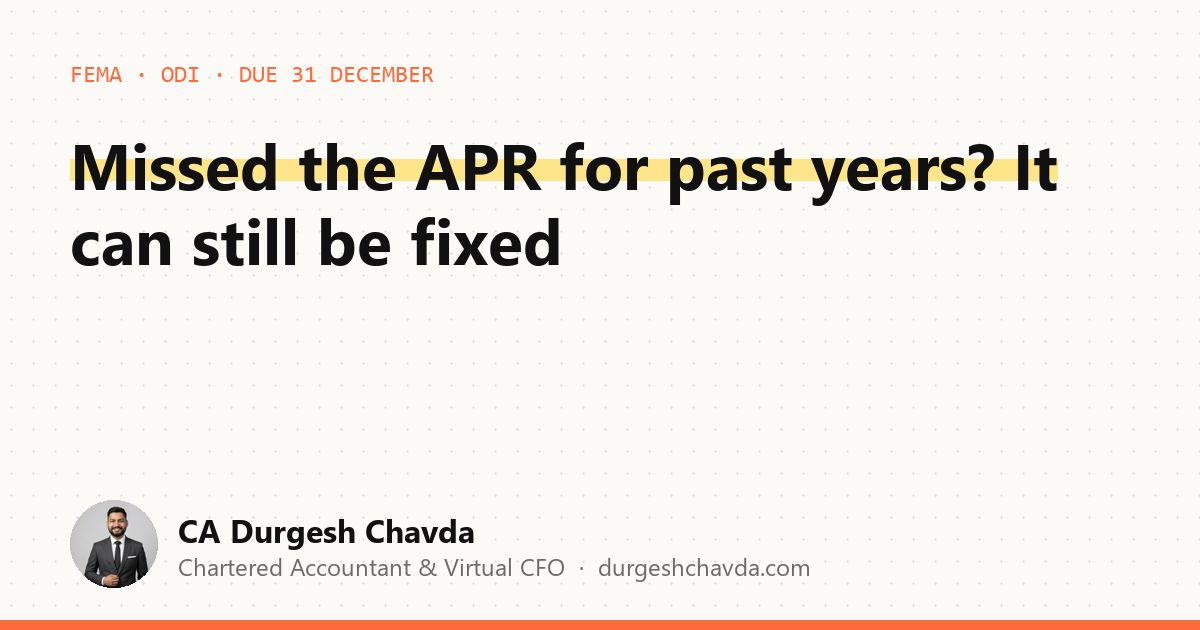 FEMA · ODI · DUE 31 DECEMBER
Missed the APR for past years? It
can still be fixed
CA Durgesh Chavda
Chartered Accountant & Virtual CFO · durgeshchavda.com